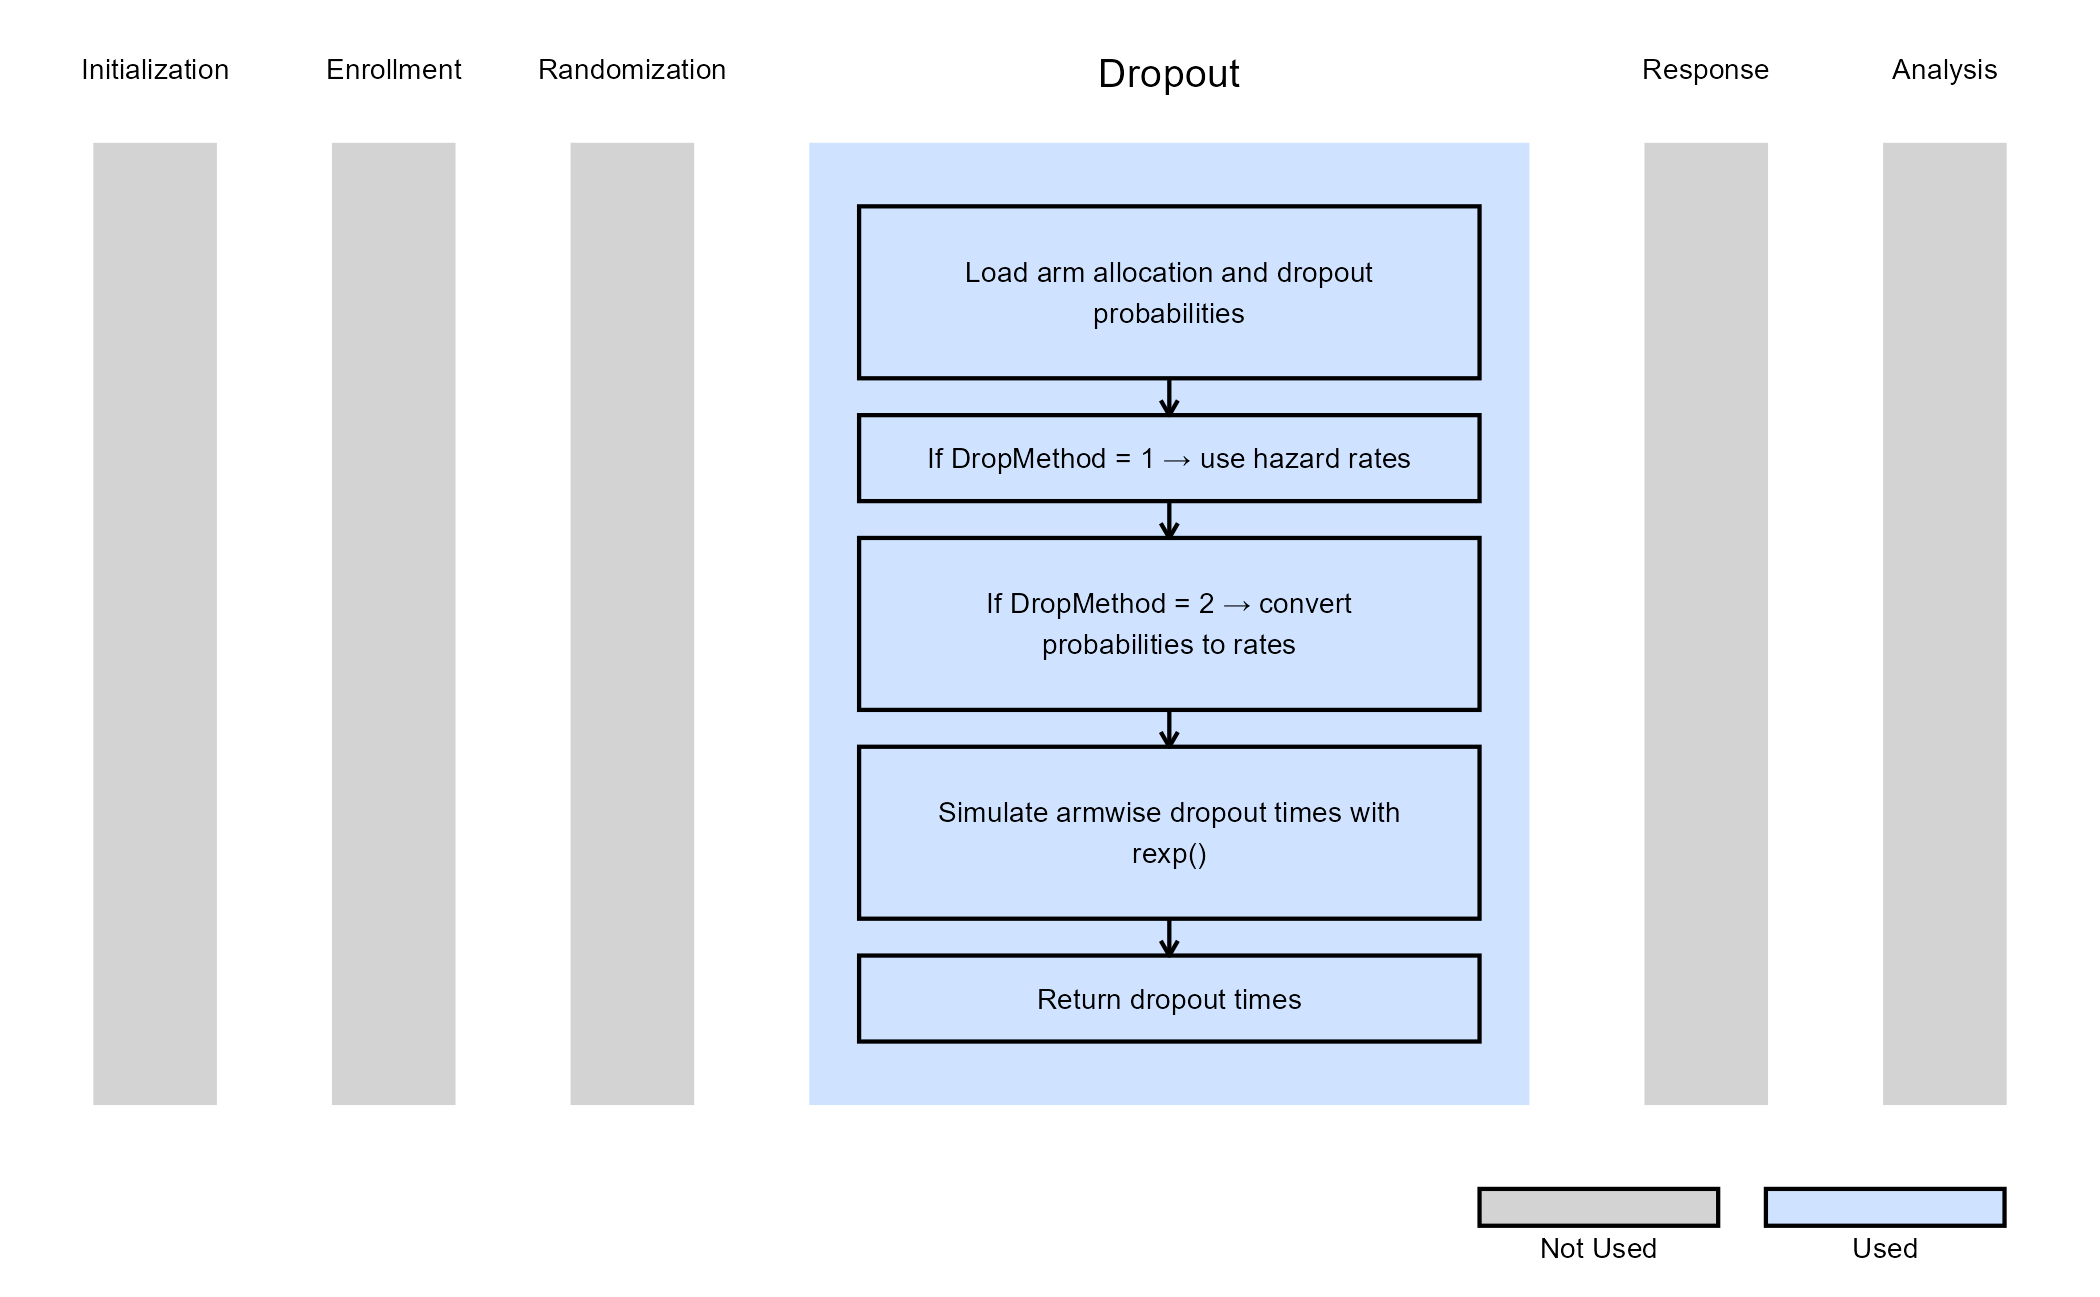 Initialization
Enrollment
Randomization
Dropout
Response
Analysis
Load arm allocation and dropout
probabilities
If DropMethod = 1 → use hazard rates
If DropMethod = 2 → convert
probabilities to rates
Simulate armwise dropout times with
rexp()
Return dropout times
Not Used
Used